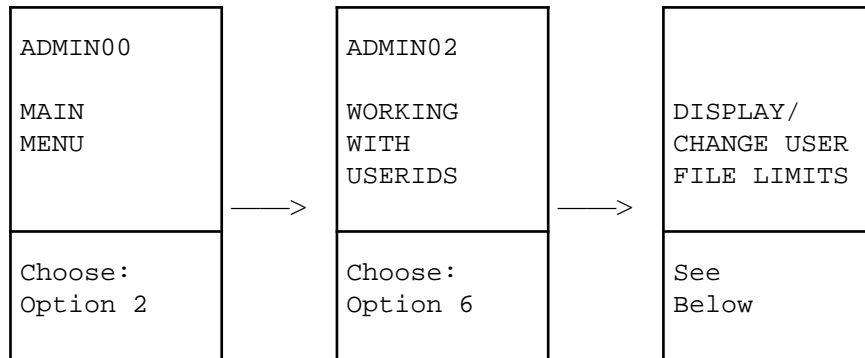 ADMIN00
MAIN
MENU
Choose:
Option 2
ADMIN02
WORKING
WITH
USERIDS
Choose:
Option 6
DISPLAY/
CHANGE USER
FILE LIMITS
See
Below